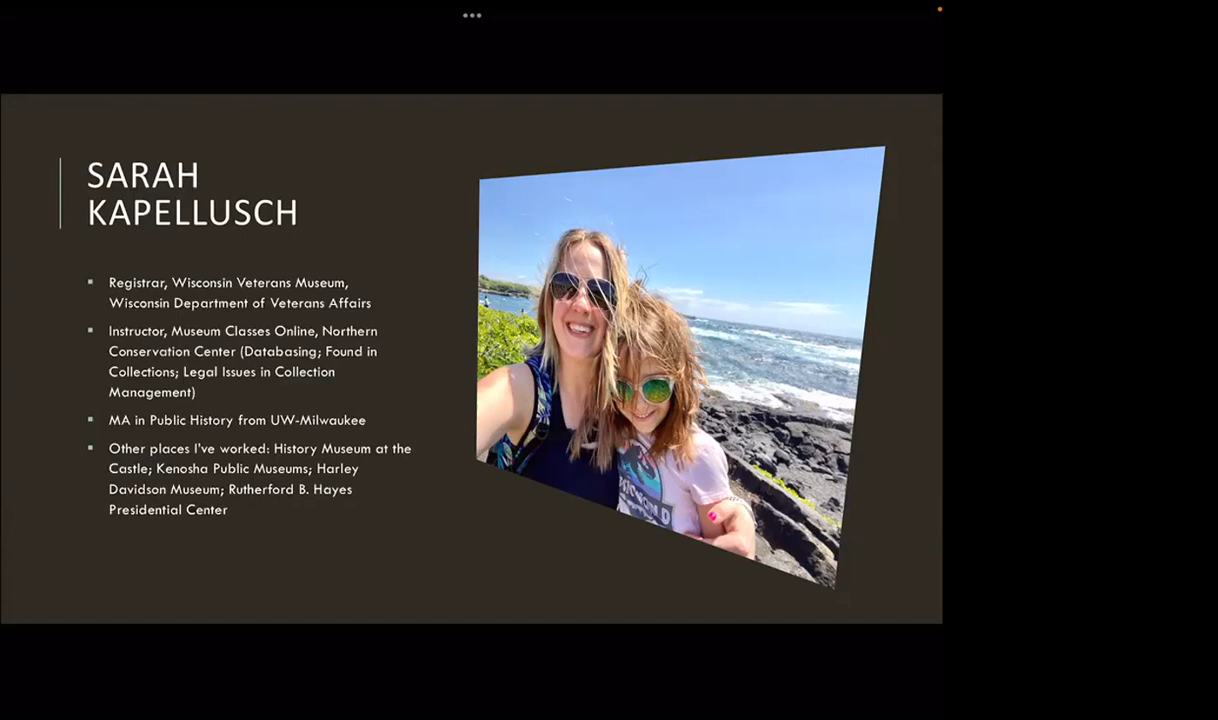 SARAH
KAPELLUSCH
Registrar, Wisconsin Veterans Museum,
Wisconsin Department of Veterans Affairs
Instructor, Museum Classes Online, Northern
Conservation Center (Databasing; Found in
Collections; Legal Issues in Collection
Management)
MA in Public History from UW-Milwaukee
Other places I've worked: History Museum at the
Castle; Kenosha Public Museums; Harley
Davidson Museum; Rutherford B. Hayes
Presidential Center